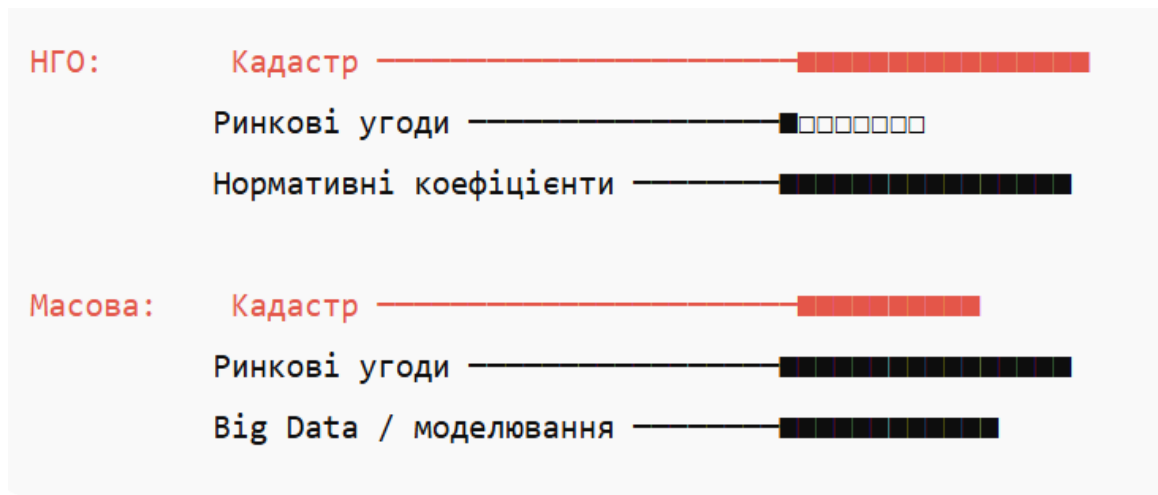 НГО: Кадастр ───────────────────────■■■■■■■■■■■■■■■■
Ринкові угоди ─────────────────■□□□□□□□
Нормативні коефіцієнти ────────■■■■■■■■■■■■■■■■
Масова: Кадастр ───────────────────────■■■■■■■■■■
Ринкові угоди ─────────────────■■■■■■■■■■■■■■■■
Big Data / моделювання ────────■■■■■■■■■■■■